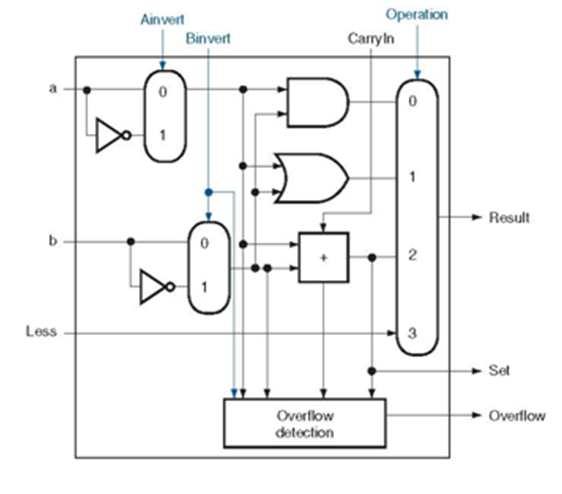 Operation
Ainvert
Binvert
CarryIn
a
0
0
1
1
Result
b
0
+
2
1
Less
3
Set
Overflow
detection
Overflow